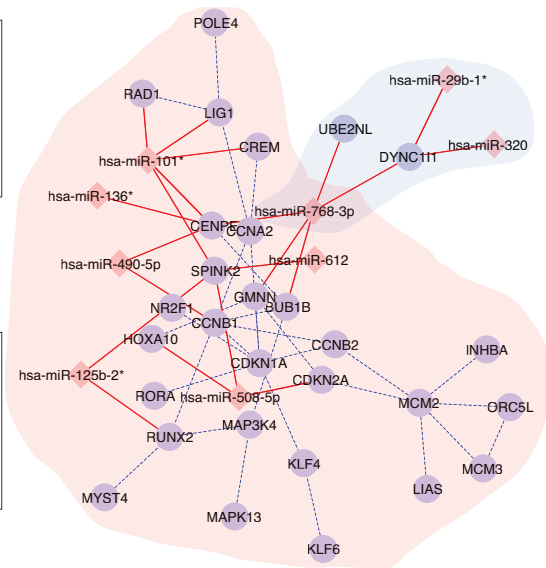 POLE4
hsa-miR-29b-1*
RAD1
LIG1
UBE2NL
hsa-miR-320
CREM
DYNC1I1
hsa-miR-101*
hsa-miR-136*
hsa-miR-768-3p
CENPE
CCNA2
hsa-miR-490-5p
hsa-miR-612
SPINK2
GMNN
NR2F1
BUB1B
CCNB1
HOXA10
CCNB2
INHBA
CDKN1A
hsa-miR-125b-2*
CDKN2A
RORA
hsa-miR-508-5p
MCM2
ORC5L
MAP3K4
RUNX2
KLF4
MCM3
MYST4
LIAS
MAPK13
KLF6